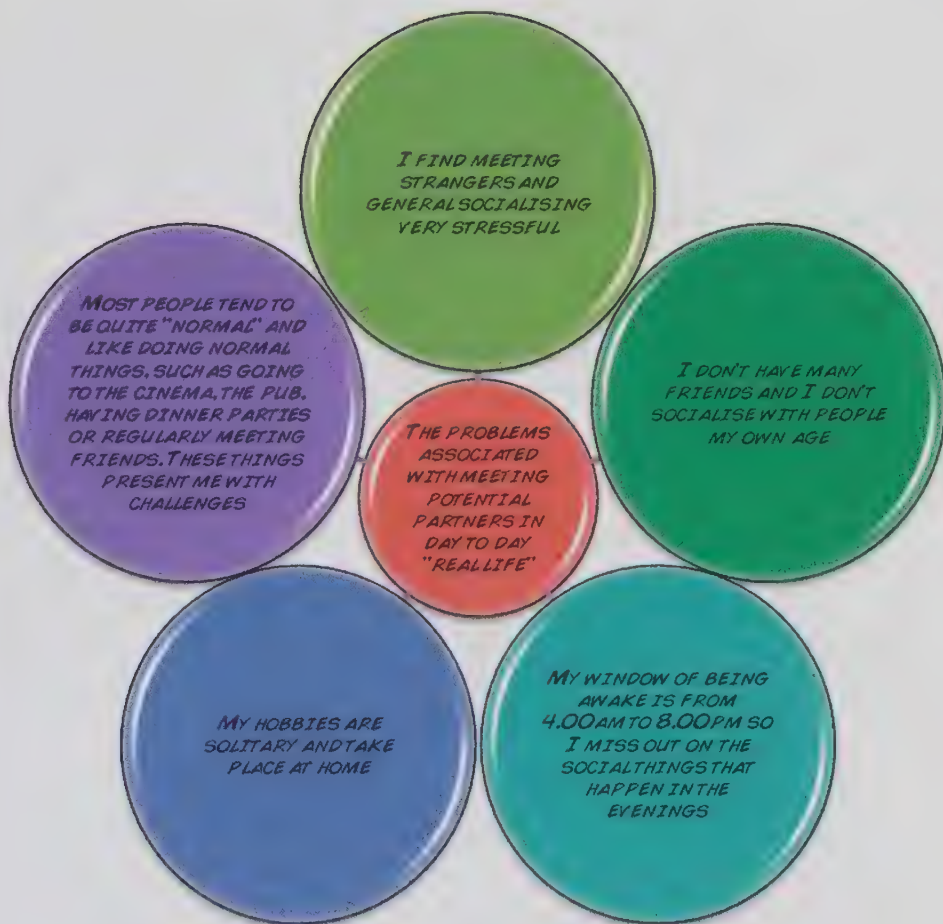 I FIND MEETING
STRANGERS AND
GENERAL SOCIALISING
VERY STRESSFUL
MOST PEOPLE TEND TO
BE QUITE "NORMAL" AND
LIKE DOING NORMAL
THINGS, SUCH AS GOING
TO THE CINEMA, THE PUB,
HAVING DINNER PARTIES
OR REGULARLY MEETING
FRIENDS. THESE THINGS
PRESENT ME WITH
CHALLENGES
THE PROBLEMS
ASSOCIATED
WITH MEETING
POTENTIAL
PARTNERS IN
DAY TO DAY
"REAL LIFE"
I DON'T HAVE MANY
FRIENDS AND I DON'T
SOCIALISE WITH PEOPLE
MY OWN AGE
MY HOBBIES ARE
SOLITARY AND TAKE
PLACE AT HOME
MY WINDOW OF BEING
AWAKE IS FROM
4.00AM TO 8.00PM SO
I MISS OUT ON THE
SOCIAL THINGS THAT
HAPPEN IN THE
EVENINGS